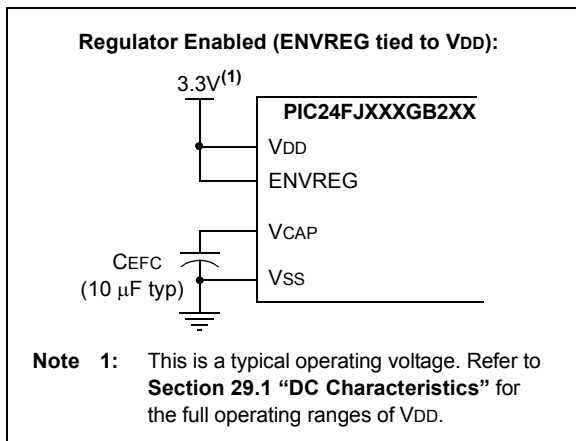 Regulator Enabled (ENVREG tied to VDD):
3.3V(1)
PIC24FJXXXGB2XX
VDD
ENVREG
VCAP
CEFC
(10 μF typ)
VSS
Note 1: This is a typical operating voltage. Refer to
Section 29.1 “DC Characteristics” for
the full operating ranges of VDD.